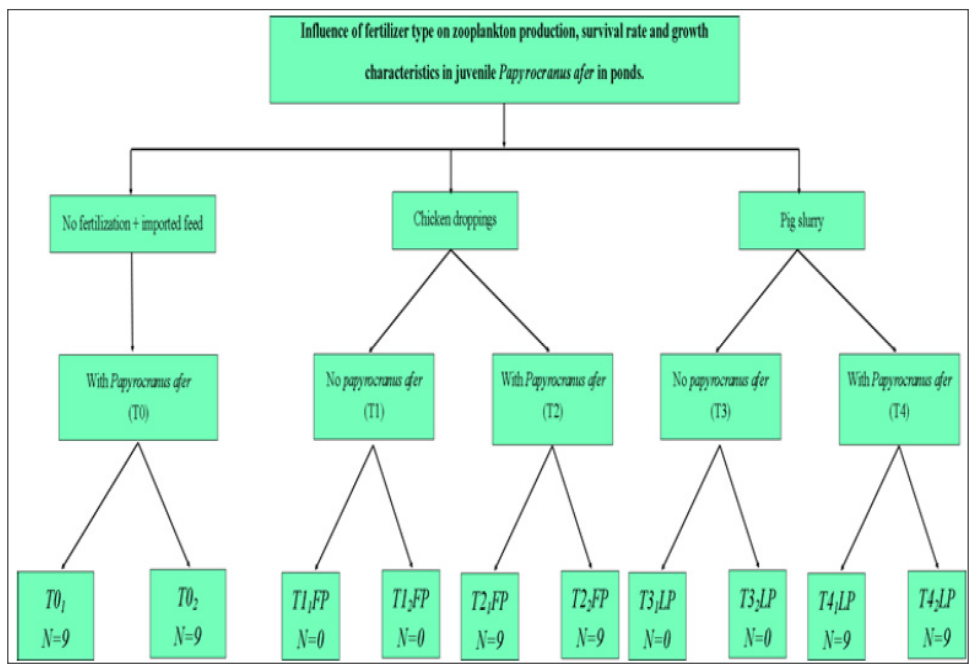 Influence of fertilizer type on zooplankton production, survival rate and growth
characteristics in juvenile Papyrocranus afer in ponds.
No fertilization + imported feed
Chicken droppings
Pig slurry
With Papyrocranus afer
(T0)
No papyrocranus afer
(T1)
With Papyrocranus afer
(T2)
No papyrocranus afer
(T3)
With Papyrocranus afer
(T4)
T0₁
N=9
T0₂
N=9
T1₁FP
N=0
T1₂FP
N=0
T2₁FP
N=9
T2₂FP
N=9
T3₁LP
N=0
T3₂LP
N=0
T4₁LP
N=9
T4₂LP
N=9